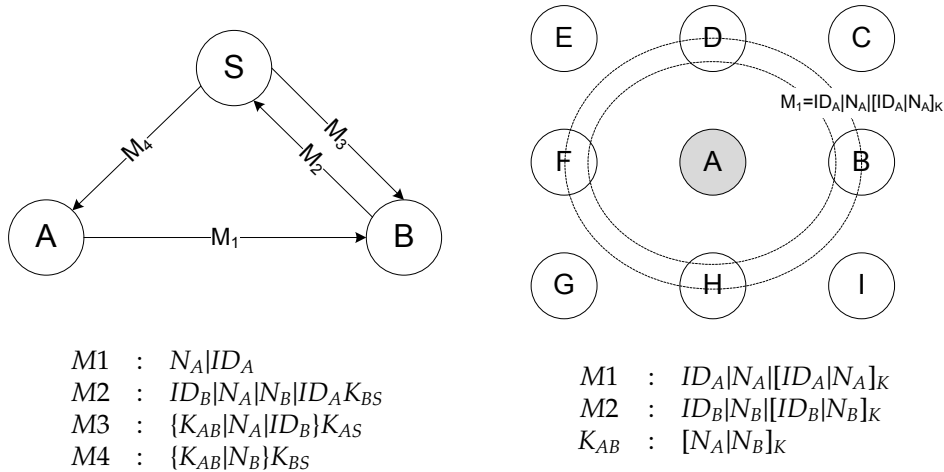 S
M4
M3
M2
A
M1
B
E
D
C
M1=IDA|NA|[IDA|NA]K
F
A
B
G
H
I
M1 : NA|IDA
M2 : IDB|NA|NB|IDAKBS
M3 : {KAB|NA|IDB}KAS
M4 : {KAB|NB}KBS
M1 : IDA|NA|[IDA|NA]K
M2 : IDB|NB|[IDB|NB]K
KAB : [NA|NB]K